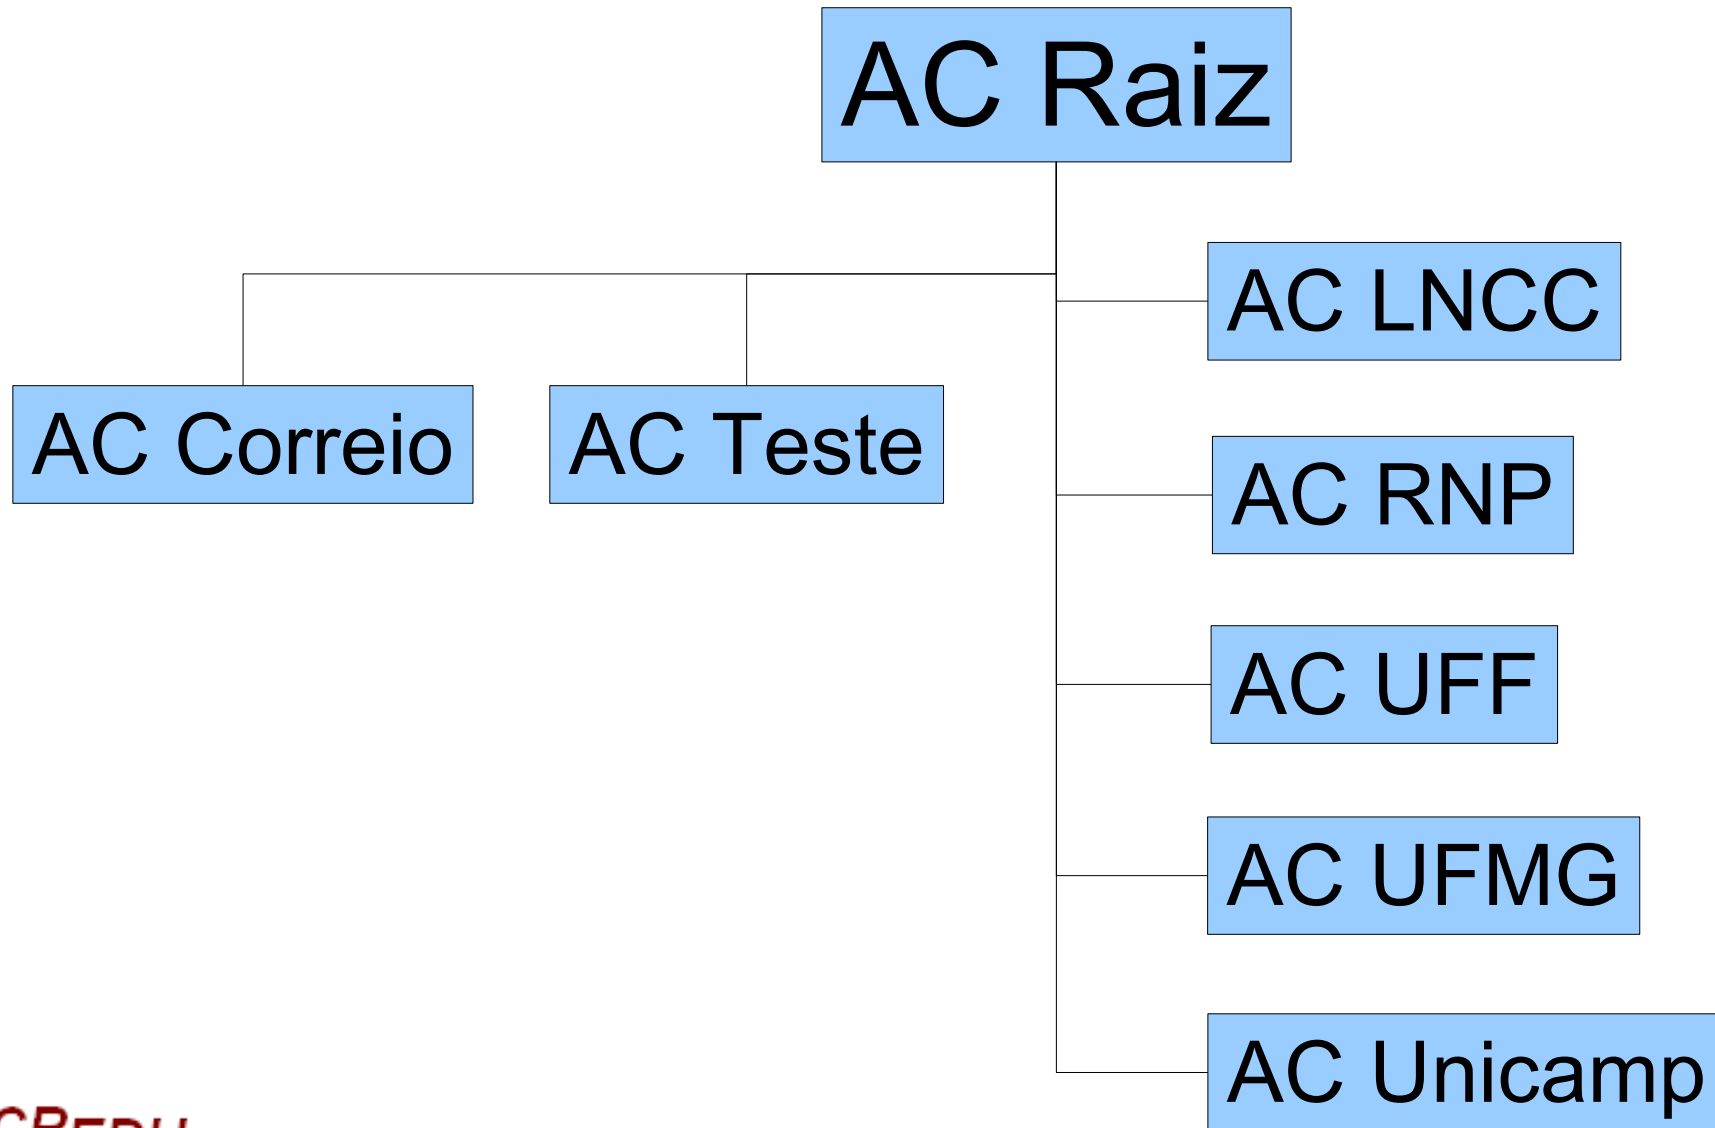 AC Raiz
AC LNCC
AC Correio
AC Teste
AC RNP
AC UFF
AC UFMG
AC Unicamp